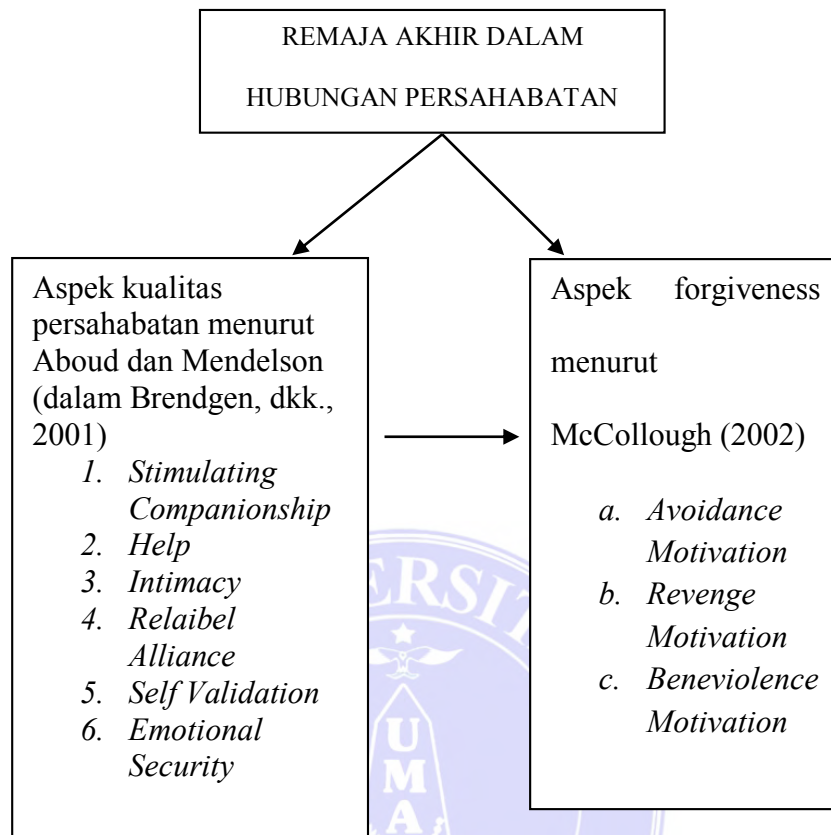 REMAJA AKHIR DALAM
HUBUNGAN PERSAHABATAN
Aspek kualitas
persahabatan menurut
Aboud dan Mendelson
(dalam Brendgen, dkk.,
2001)
1. Stimulating
Companionship
2. Help
3. Intimacy
4. Relaibel
Alliance
5. Self Validation
6. Emotional
Security
Aspek forgiveness
menurut
McCollough (2002)
a. Avoidance
Motivation
b. Revenge
Motivation
c. Beneviolence
Motivation
ERSI
UMA